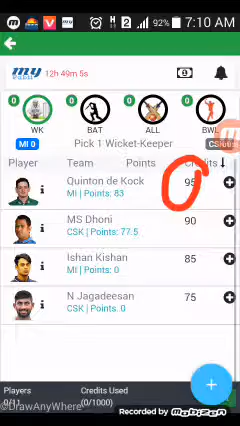 H 2 92% 7:10 AM
my 12h 49m 5s
0 0 0 0
WK BAT ALL BWL
MI 0 Pick 1 Wicket-Keeper
Player Team Points Credits
Quinton de Kock 95
MI | Points: 83
MS Dhoni 90
CSK | Points: 77.5
Ishan Kishan 85
MI | Points: 0
N Jagadeesan 75
CSK | Points: 0
Players Credits Used
0/11 (0/1000)
©DrawAnyWhere
Recorded by Mobizen